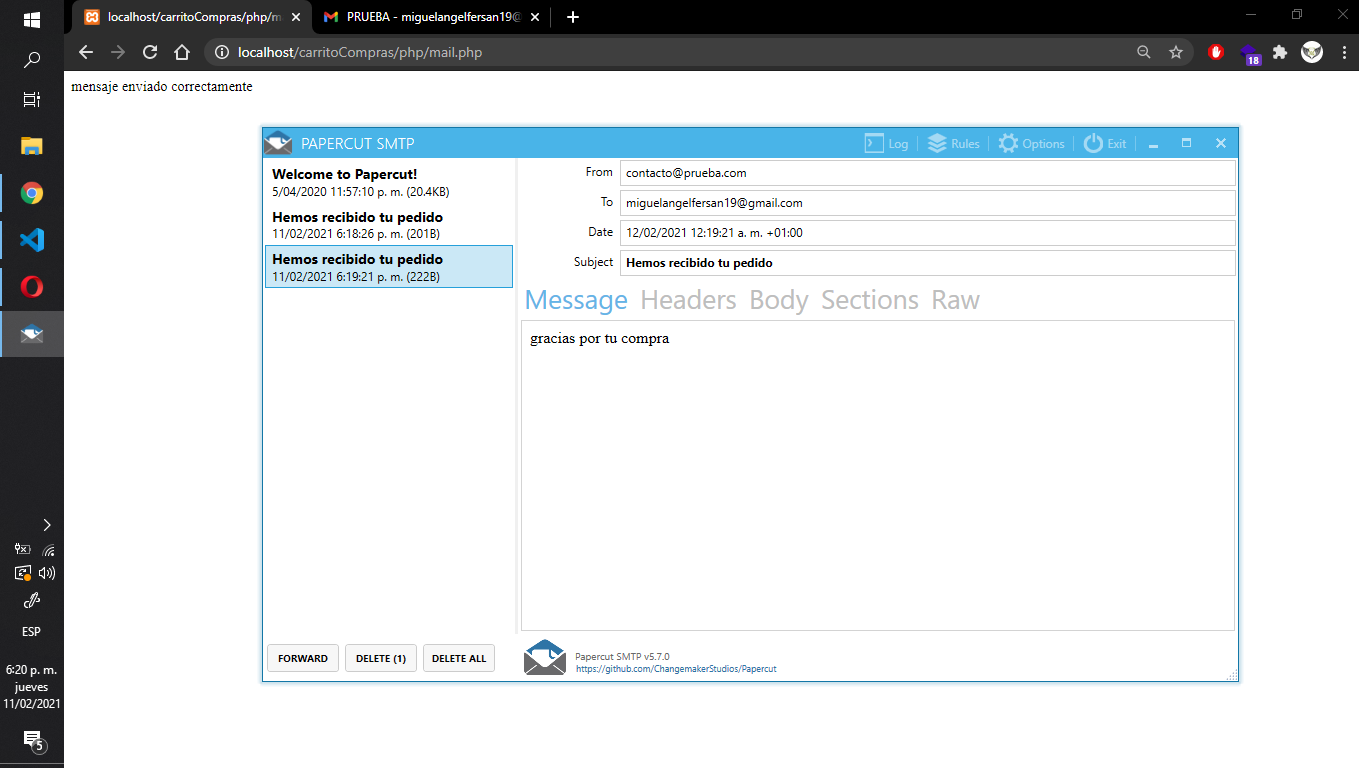 localhost/carritoCompras/php/m
PRUEBA - miguelangelfersan19@
localhost/carritoCompras/php/mail.php
18
mensaje enviado correctamente
PAPERCUT SMTP
Log
Rules
Options
Exit
Welcome to Papercut!
5/04/2020 11:57:10 p. m. (20.4KB)
Hemos recibido tu pedido
11/02/2021 6:18:26 p. m. (201B)
Hemos recibido tu pedido
11/02/2021 6:19:21 p. m. (222B)
From contacto@prueba.com
To miguelangelfersan19@gmail.com
Date 12/02/2021 12:19:21 a. m. +01:00
Subject Hemos recibido tu pedido
Message Headers Body Sections Raw
gracias por tu compra
FORWARD
DELETE (1)
DELETE ALL
Papercut SMTP v5.7.0
https://github.com/ChangemakerStudios/Papercut
ESP
6:20 p. m.
jueves
11/02/2021
5